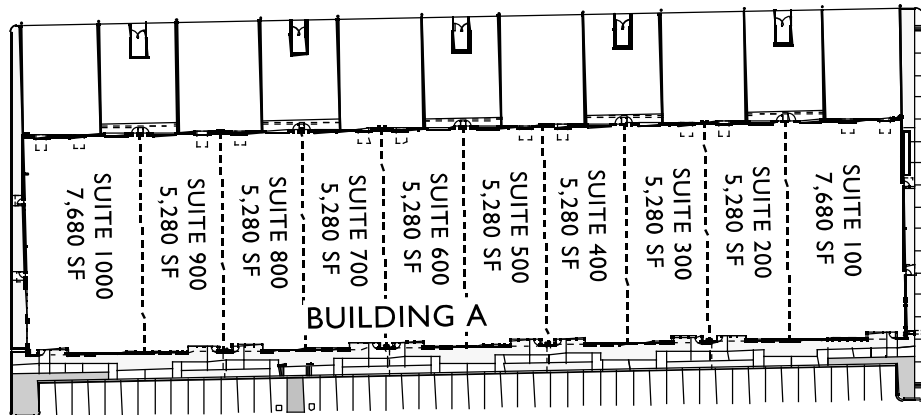 SUITE 1000
7,680 SF
SUITE 900
5,280 SF
SUITE 800
5,280 SF
SUITE 700
5,280 SF
SUITE 600
5,280 SF
SUITE 500
5,280 SF
SUITE 400
5,280 SF
SUITE 300
5,280 SF
SUITE 200
5,280 SF
SUITE 100
7,680 SF
BUILDING A